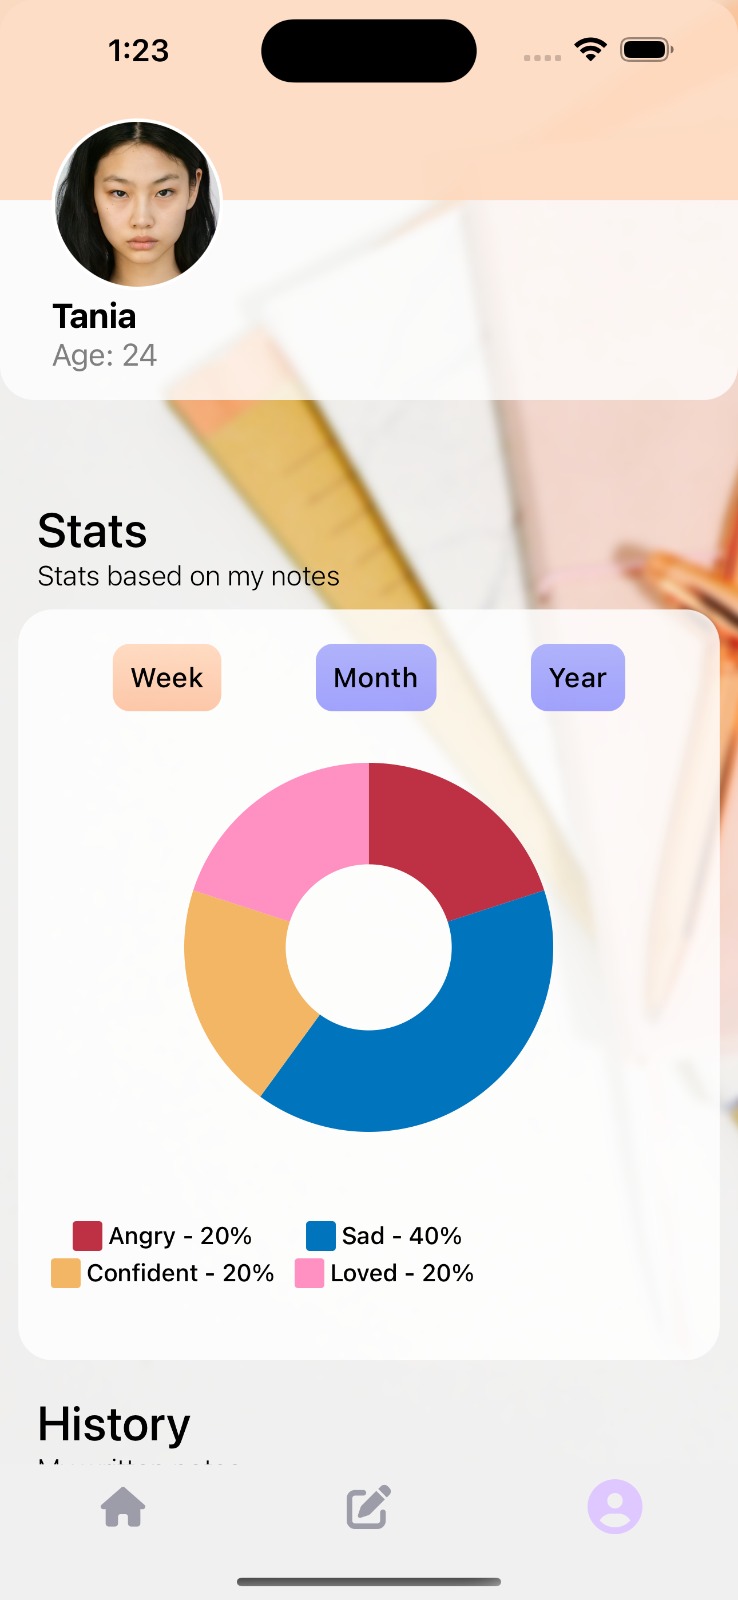 1:23
Tania
Age: 24
Stats
Stats based on my notes
Week Month Year
Angry - 20% Sad - 40%
Confident - 20% Loved - 20%
History